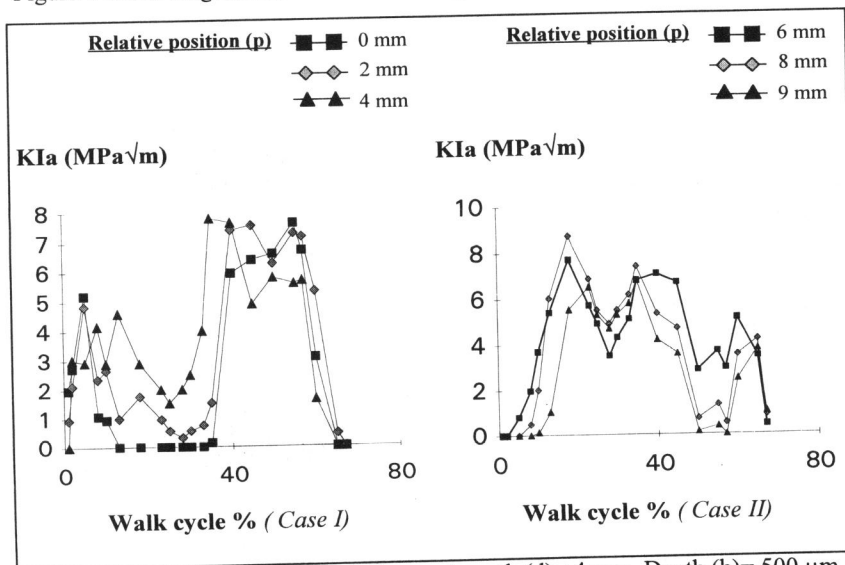 Relative position (p) 0 mm
2 mm
4 mm
Relative position (p) 6 mm
8 mm
9 mm
KIa (MPa√m)
8
7
6
5
4
3
2
1
0
0 40 80
Walk cycle % ( Case I)
KIa (MPa√m)
10
8
6
4
2
0
0 40 80
Walk cycle % ( Case II)
Depth (b)= 500 µm